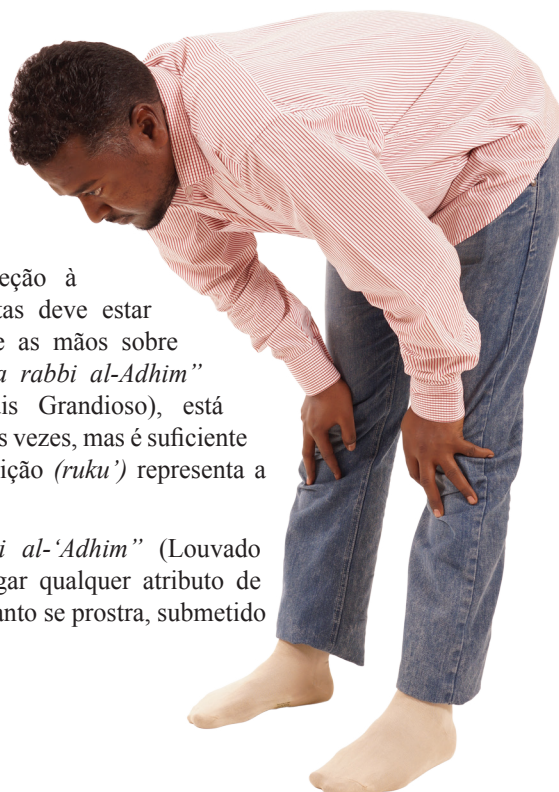 eção à
tas deve estar
e as mãos sobre
a rabbi al-Adhim”
is Grandioso), está
s vezes, mas é suficiente
ição (ruku’) representa a
i al-‘Adhim” (Louvado
gar qualquer atributo de
anto se prostra, submetido